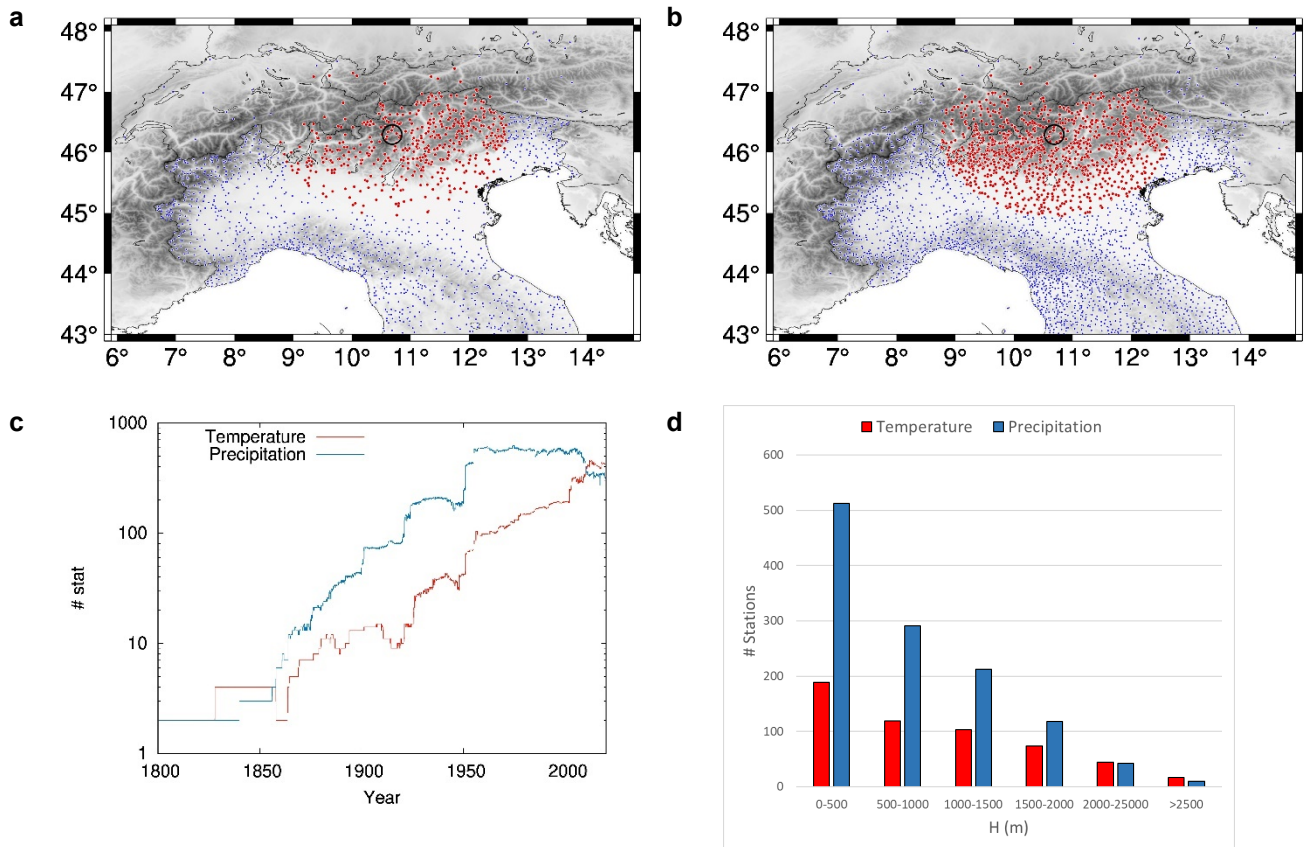 a
48°
47°
46°
45°
44°
43°
6° 7° 8° 9° 10° 11° 12° 13° 14°
b
48°
47°
46°
45°
44°
43°
6° 7° 8° 9° 10° 11° 12° 13° 14°
c
Temperature
Precipitation
1000
100
10
1
# stat
1800 1850 1900 1950 2000
Year
d
Temperature Precipitation
600
500
400
300
200
100
0
# Stations
0-500 500-1000 1000-1500 1500-2000 2000-25000 >2500
H (m)